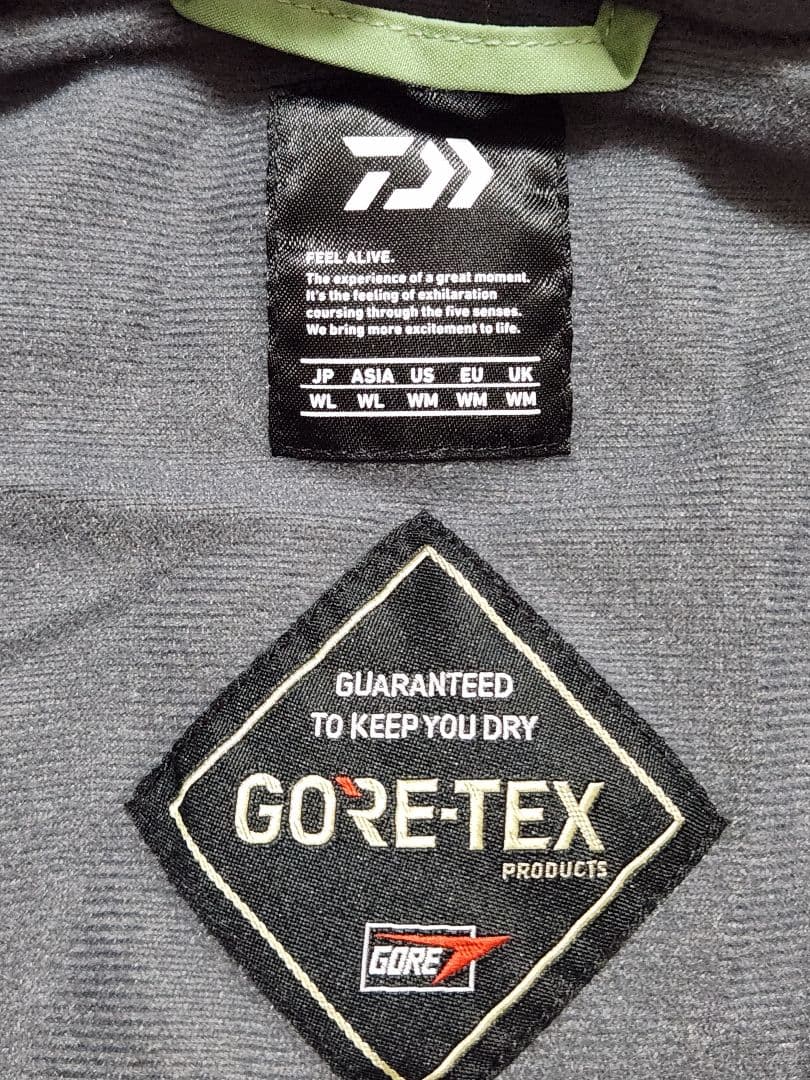 FEEL ALIVE.
The experience of a great moment.
It's the feeling of exhilaration
coursing through the five senses.
We bring more excitement to life.
JP ASIA US EU UK
WL WL WM WM WM
GUARANTEED
TO KEEP YOU DRY
GORE-TEX
PRODUCTS
GORE